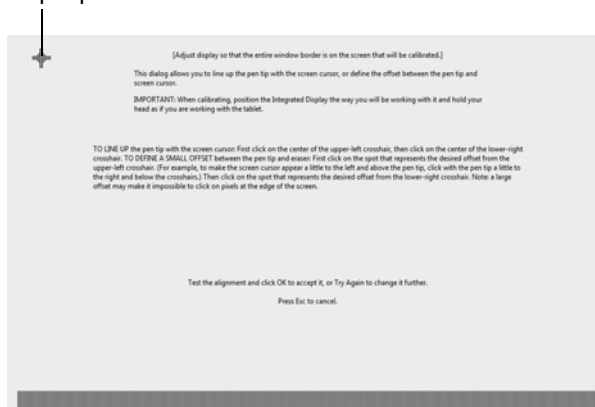 [Adjust display so that the entire window border is on the screen that will be calibrated.]
This dialog allows you to line up the pen tip with the screen cursor, or define the offset between the pen tip and
screen cursor.
IMPORTANT: When calibrating, position the Integrated Display the way you will be working with it and hold your
head as if you are working with the tablet.
TO LINE UP the pen tip with the screen cursor: First click on the center of the upper-left crosshair, then click on the center of the lower-right
crosshair. TO DEFINE A SMALL OFFSET between the pen tip and eraser: First click on the spot that represents the desired offset from the
upper-left crosshair. (For example, to make the screen cursor appear a little to the left and above the pen tip, click with the pen tip a little to
the right and below the crosshairs.) Then click on the spot that represents the desired offset from the lower-right crosshair. Note: a large
offset may make it impossible to click on pixels at the edge of the screen.
Test the alignment and click OK to accept it, or Try Again to change it further.
Press Esc to cancel.